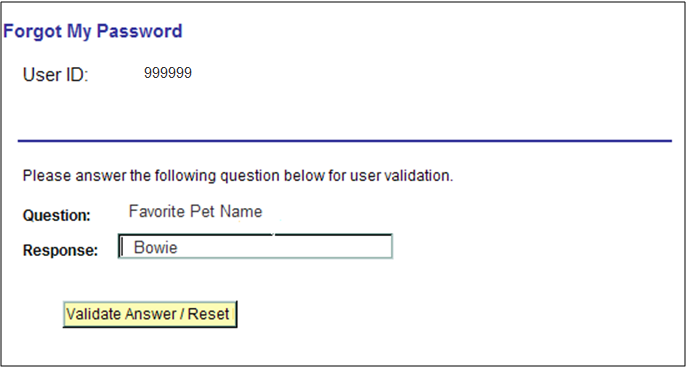 Forgot My Password
User ID: 999999
Please answer the following question below for user validation.
Question: Favorite Pet Name
Response: Bowie
Validate Answer / Reset